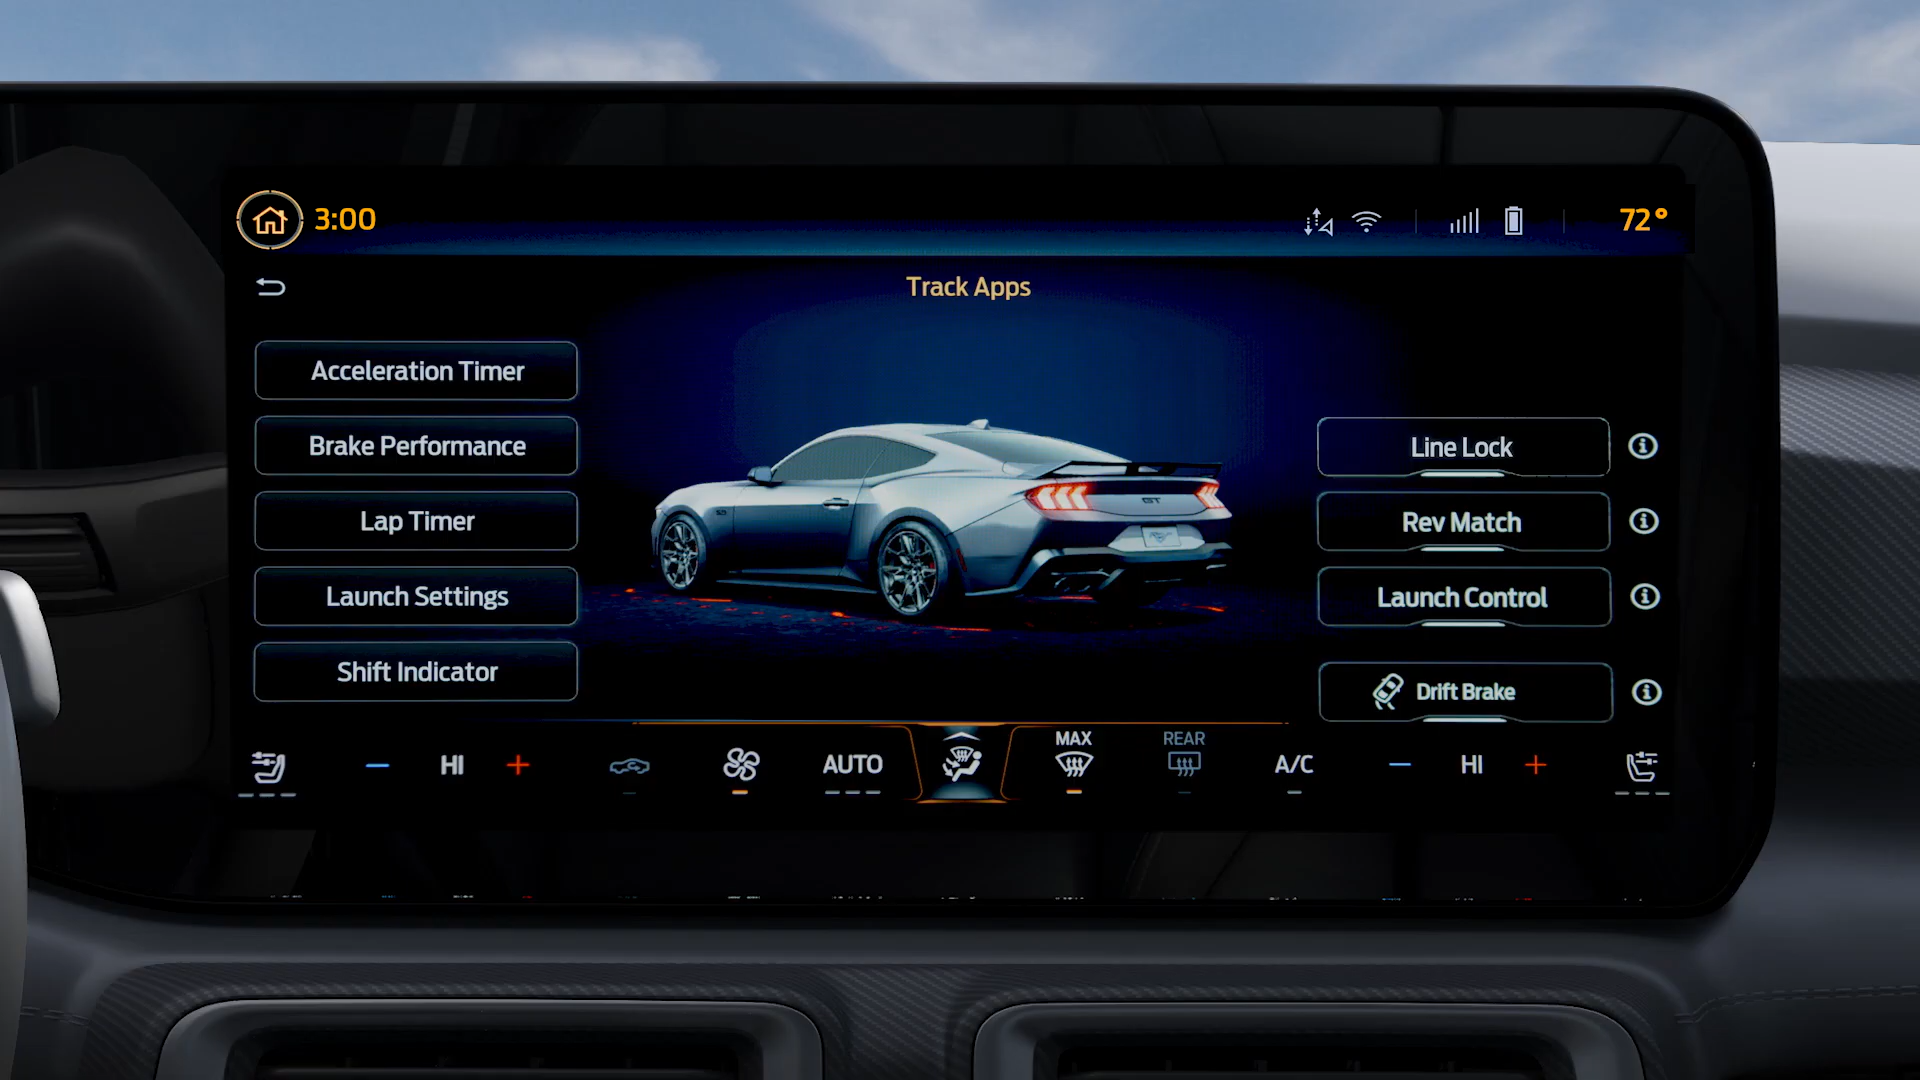 3:00
72°
Track Apps
Acceleration Timer
Brake Performance
Lap Timer
Launch Settings
Shift Indicator
Line Lock
Rev Match
Launch Control
Drift Brake
GT
HI
AUTO
MAX
REAR
A/C
HI